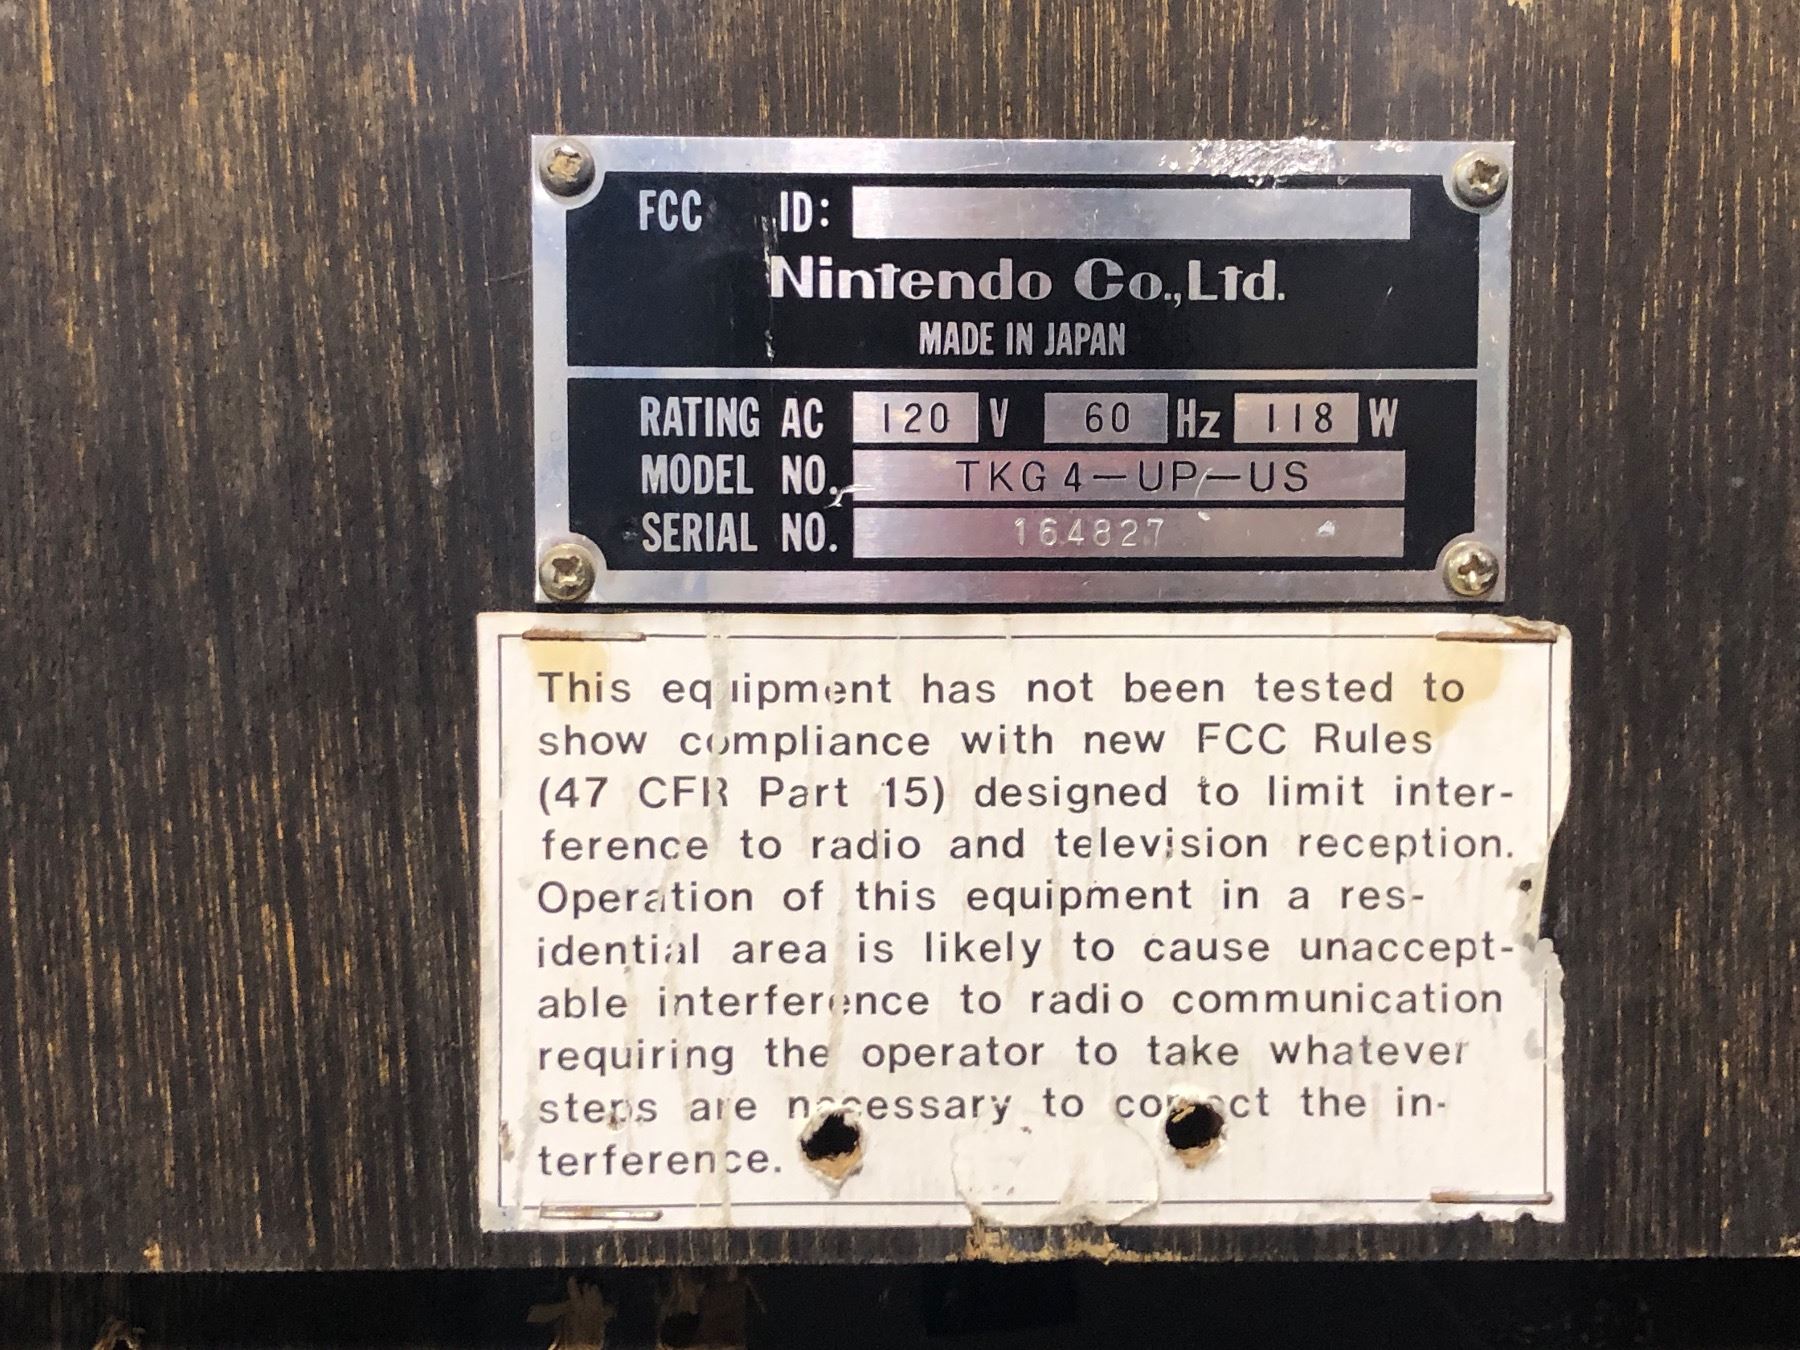 FCC ID:
Nintendo Co.,Ltd.
MADE IN JAPAN
RATING AC 120 V 60 Hz 118 W
MODEL NO. TKG4-UP-US
SERIAL NO. 164827
This equipment has not been tested to
show compliance with new FCC Rules
(47 CFR Part 15) designed to limit inter-
ference to radio and television reception.
Operation of this equipment in a res-
idential area is likely to cause unaccept-
able interference to radio communication
requiring the operator to take whatever
steps are necessary to correct the in-
terference.